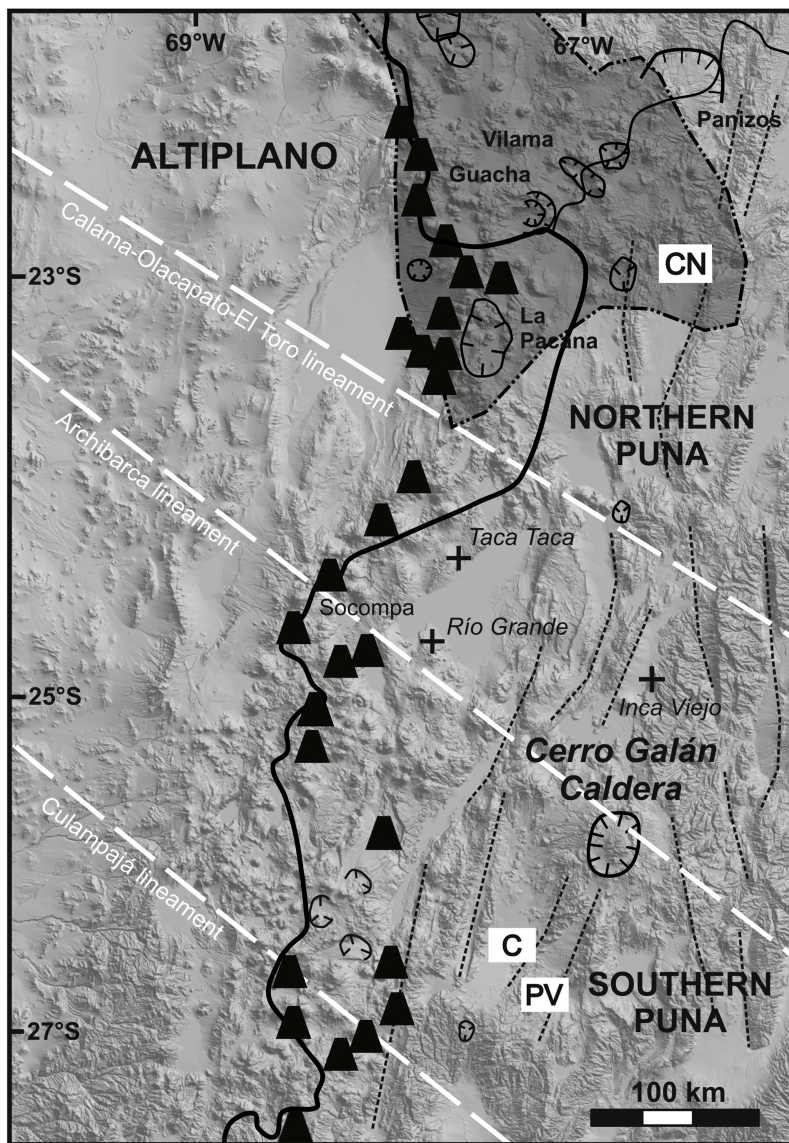 69°W
67°W
Panizos
Vilama
ALTIPLANO
Guacha
Calama-Olacapato-El Toro lineament
CN
23°S
La
Pacana
NORTHERN
PUNA
Archibarca lineament
Taca Taca
Socompa
Río Grande
25°S
Inca Viejo
Cerro Galán
Caldera
Culampajá lineament
C
PV
SOUTHERN
PUNA
27°S
100 km